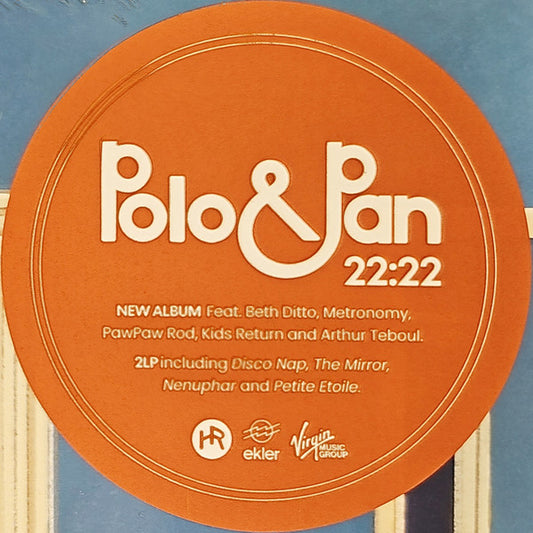 Polo & Pan
22:22
NEW ALBUM Feat. Beth Ditto, Metronomy,
PawPaw Rod, Kids Return and Arthur Teboul.
2LP including Disco Nap, The Mirror,
Nenuphar and Petite Etoile.
HR ekler Virgin MUSIC GROUP